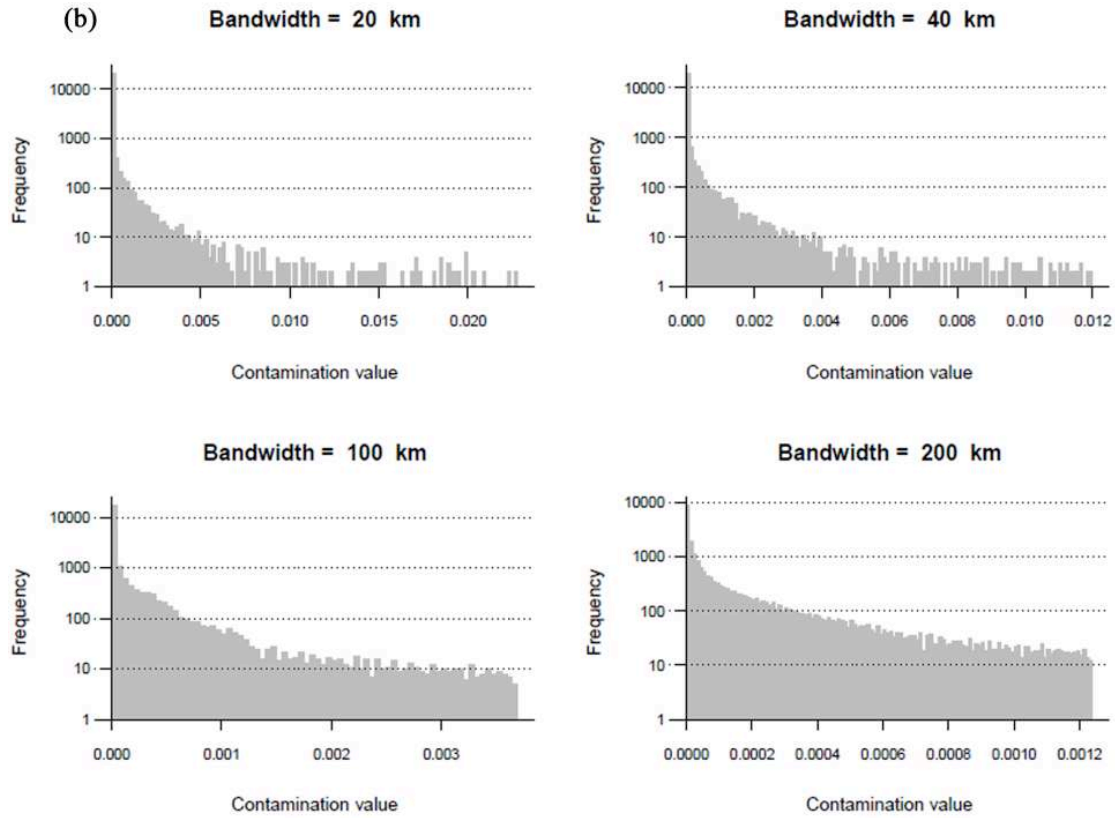 (b)
Bandwidth = 20 km
Frequency
10000
1000
100
10
1
0.000 0.005 0.010 0.015 0.020
Contamination value
Bandwidth = 40 km
Frequency
10000
1000
100
10
1
0.000 0.002 0.004 0.006 0.008 0.010 0.012
Contamination value
Bandwidth = 100 km
Frequency
10000
1000
100
10
1
0.000 0.001 0.002 0.003
Contamination value
Bandwidth = 200 km
Frequency
10000
1000
100
10
1
0.0000 0.0002 0.0004 0.0006 0.0008 0.0010 0.0012
Contamination value